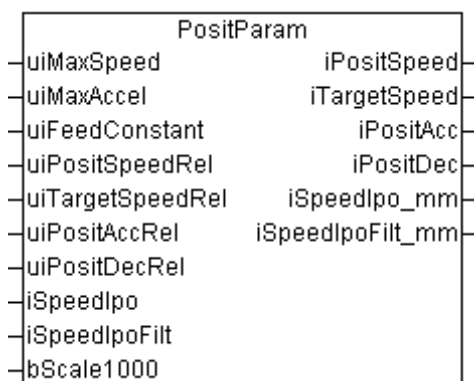 PositParam
uiMaxSpeed iPositSpeed
uiMaxAccel iTargetSpeed
uiFeedConstant iPositAcc
uiPositSpeedRel iPositDec
uiTargetSpeedRel iSpeedIpo_mm
uiPositAccRel iSpeedIpoFilt_mm
uiPositDecRel
iSpeedIpo
iSpeedIpoFilt
bScale1000